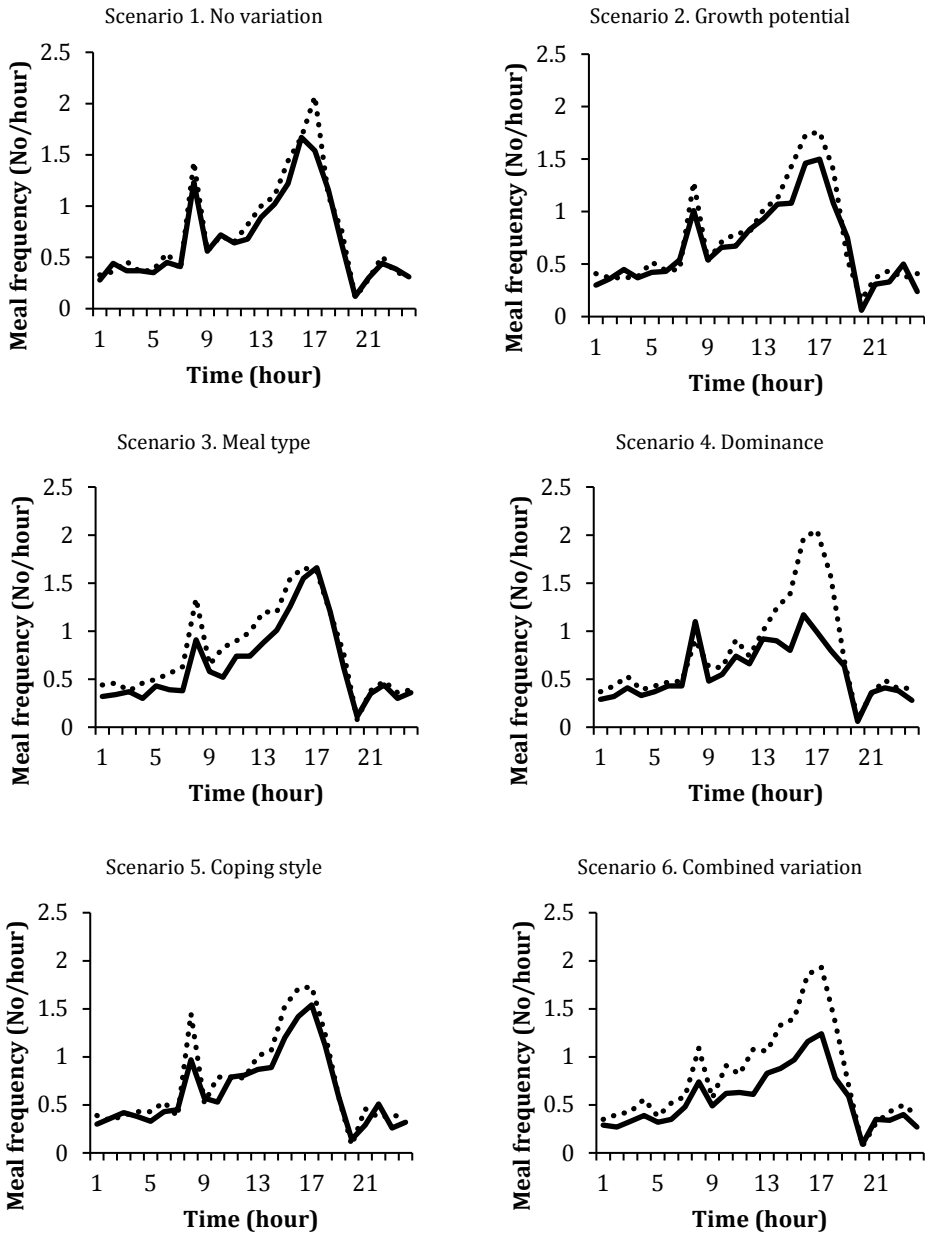 Scenario 1. No variation
Meal frequency (No/hour)
2.5
2
1.5
1
0.5
0
1 5 9 13 17 21
Time (hour)
Scenario 2. Growth potential
Meal frequency (No/hour)
2.5
2
1.5
1
0.5
0
1 5 9 13 17 21
Time (hour)
Scenario 3. Meal type
Meal frequency (No/hour)
2.5
2
1.5
1
0.5
0
1 5 9 13 17 21
Time (hour)
Scenario 4. Dominance
Meal frequency (No/hour)
2.5
2
1.5
1
0.5
0
1 5 9 13 17 21
Time (hour)
Scenario 5. Coping style
Meal frequency (No/hour)
2.5
2
1.5
1
0.5
0
1 5 9 13 17 21
Time (hour)
Scenario 6. Combined variation
Meal frequency (No/hour)
2.5
2
1.5
1
0.5
0
1 5 9 13 17 21
Time (hour)